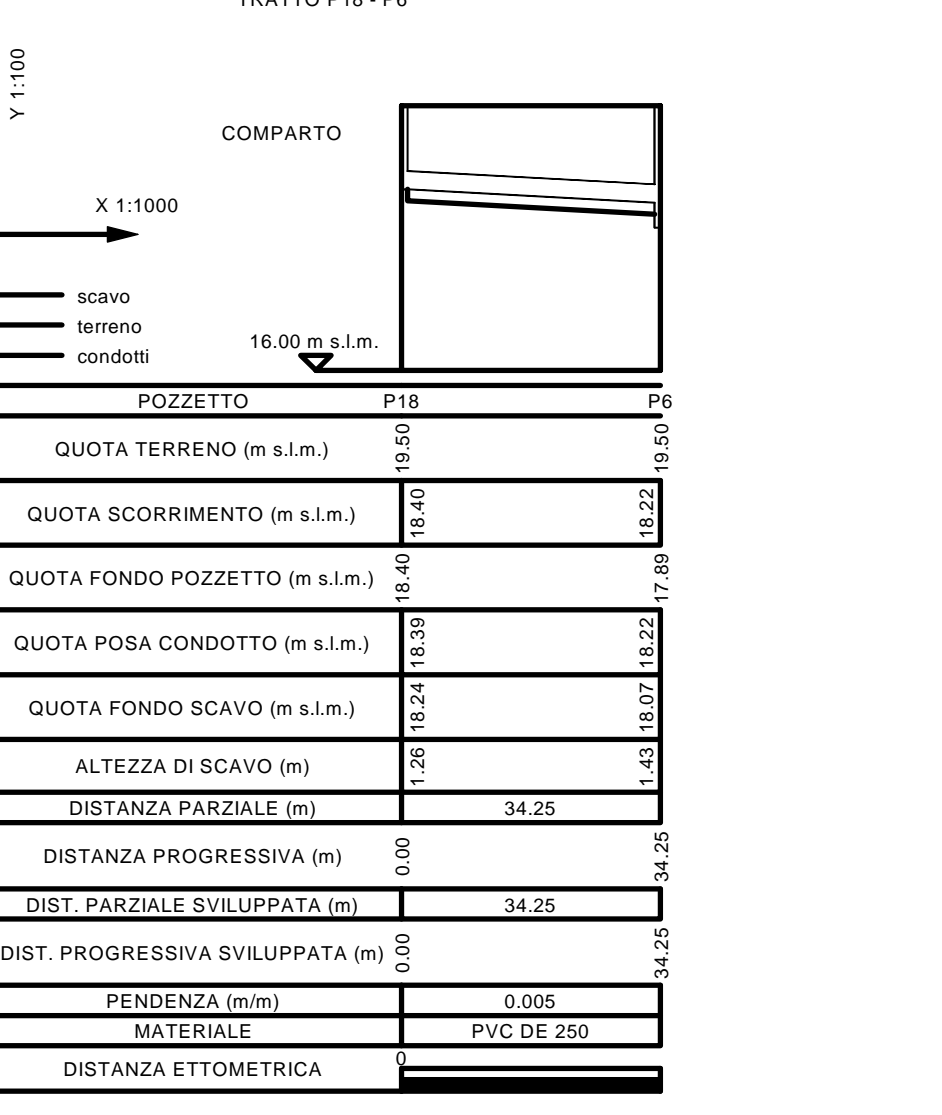 TRATTO P18 - P6
Y 1:100
COMPARTO
X 1:1000
scavo
terreno
condotti
16.00 m s.l.m.
POZZETTO P18 P6
QUOTA TERRENO (m s.l.m.) 19.50 19.50
QUOTA SCORRIMENTO (m s.l.m.) 18.40 18.22
QUOTA FONDO POZZETTO (m s.l.m.) 18.40 17.89
QUOTA POSA CONDOTTO (m s.l.m.) 18.39 18.22
QUOTA FONDO SCAVO (m s.l.m.) 18.24 18.07
ALTEZZA DI SCAVO (m) 1.26 1.43
DISTANZA PARZIALE (m) 34.25
DISTANZA PROGRESSIVA (m) 0.00 34.25
DIST. PARZIALE SVILUPPATA (m) 34.25
DIST. PROGRESSIVA SVILUPPATA (m) 0.00 34.25
PENDENZA (m/m) 0.005
MATERIALE PVC DE 250
DISTANZA ETTOMETRICA 0